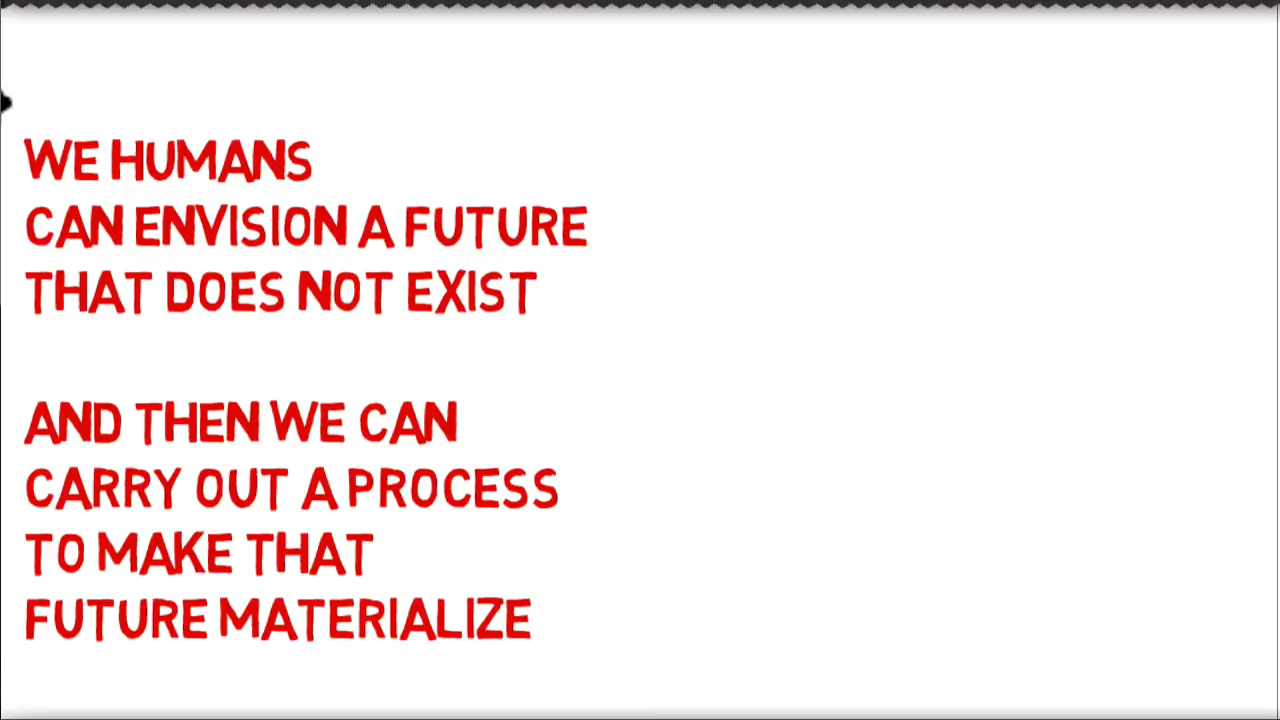 WE HUMANS
CAN ENVISION A FUTURE
THAT DOES NOT EXIST
AND THEN WE CAN
CARRY OUT A PROCESS
TO MAKE THAT
FUTURE MATERIALIZE